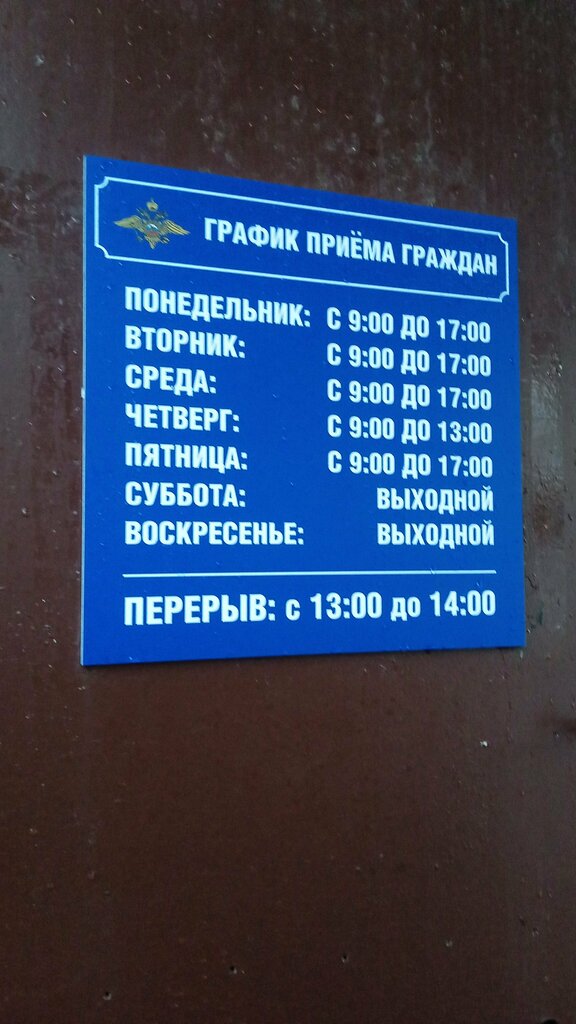 ГРАФИК ПРИЁМА ГРАЖДАН
ПОНЕДЕЛЬНИК: С 9:00 ДО 17:00
ВТОРНИК: С 9:00 ДО 17:00
СРЕДА: С 9:00 ДО 17:00
ЧЕТВЕРГ: С 9:00 ДО 13:00
ПЯТНИЦА: С 9:00 ДО 17:00
СУББОТА: ВЫХОДНОЙ
ВОСКРЕСЕНЬЕ: ВЫХОДНОЙ
ПЕРЕРЫВ: с 13:00 до 14:00